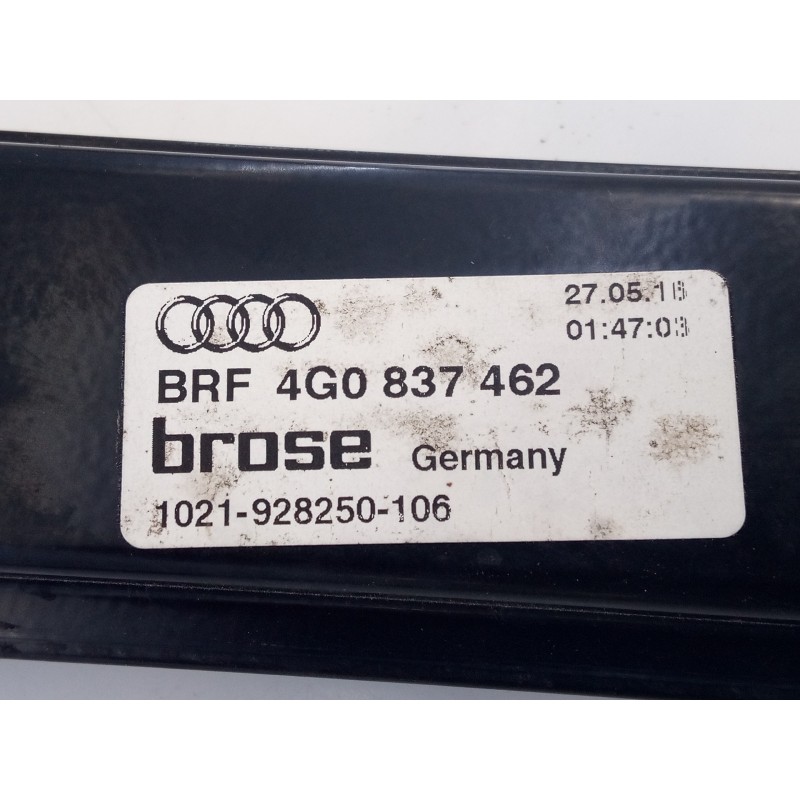 27.05.16
01:47:03
BRF 4G0 837 462
brose Germany
1021-928250-106